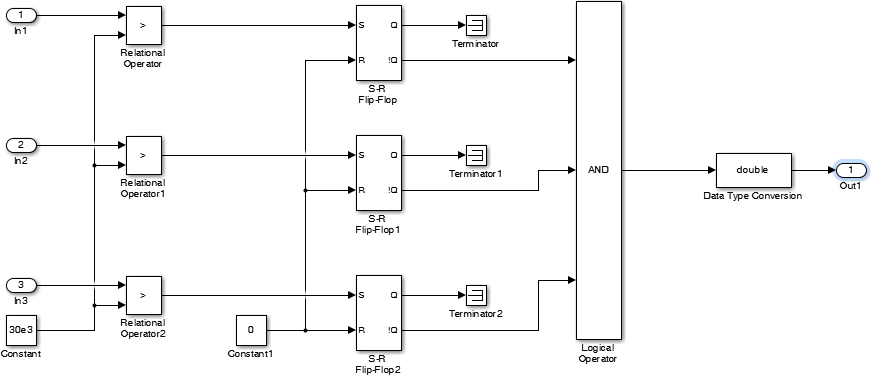 1
In1
>
Relational
Operator
S
Q
R
!Q
S-R
Flip-Flop
Terminator
2
In2
>
Relational
Operator1
S
Q
R
!Q
S-R
Flip-Flop1
Terminator1
AND
double
Data Type Conversion
1
Out1
3
In3
>
Relational
Operator2
30e3
Constant
0
Constant1
S
Q
R
!Q
S-R
Flip-Flop2
Terminator2
Logical
Operator